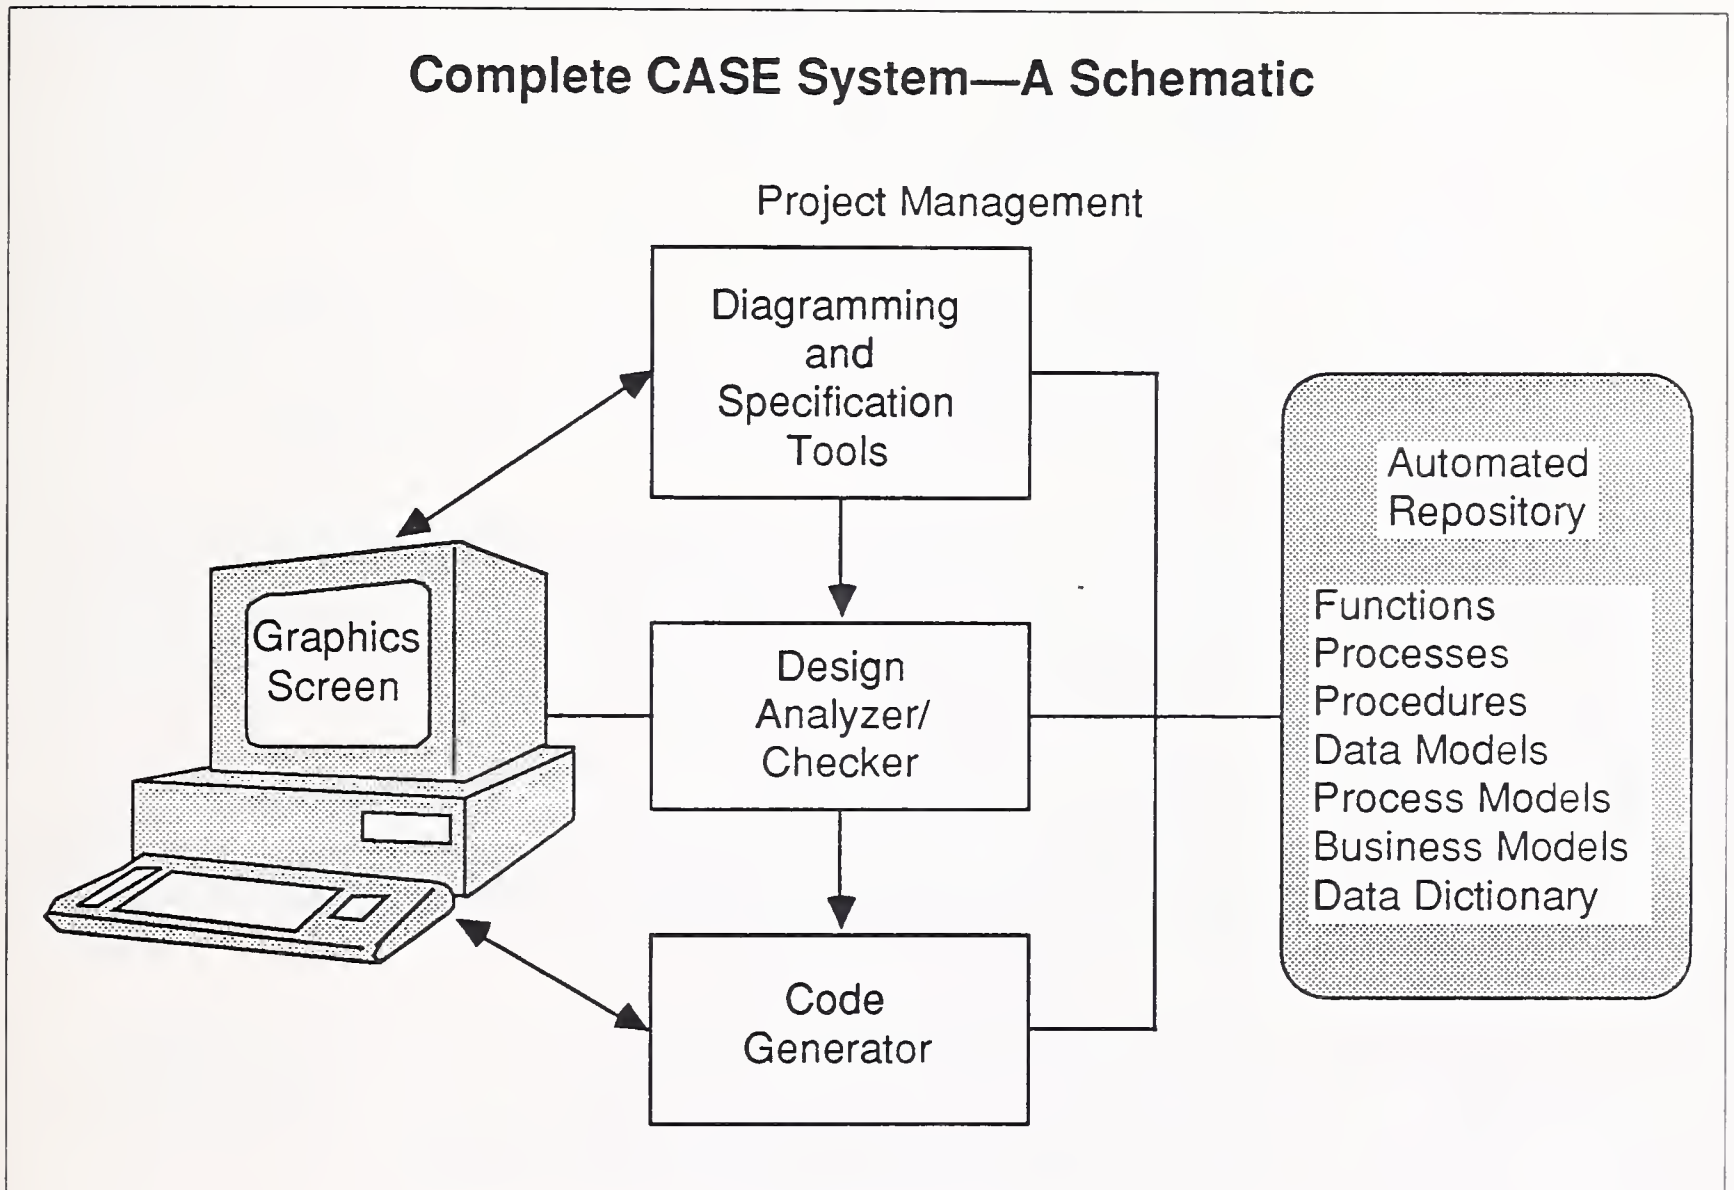 Complete CASE System—A Schematic
Project Management
Diagramming
and
Specification
Tools
Graphics
Screen
Design
Analyzer/
Checker
Code
Generator
Automated
Repository
Functions
Processes
Procedures
Data Models
Process Models
Business Models
Data Dictionary